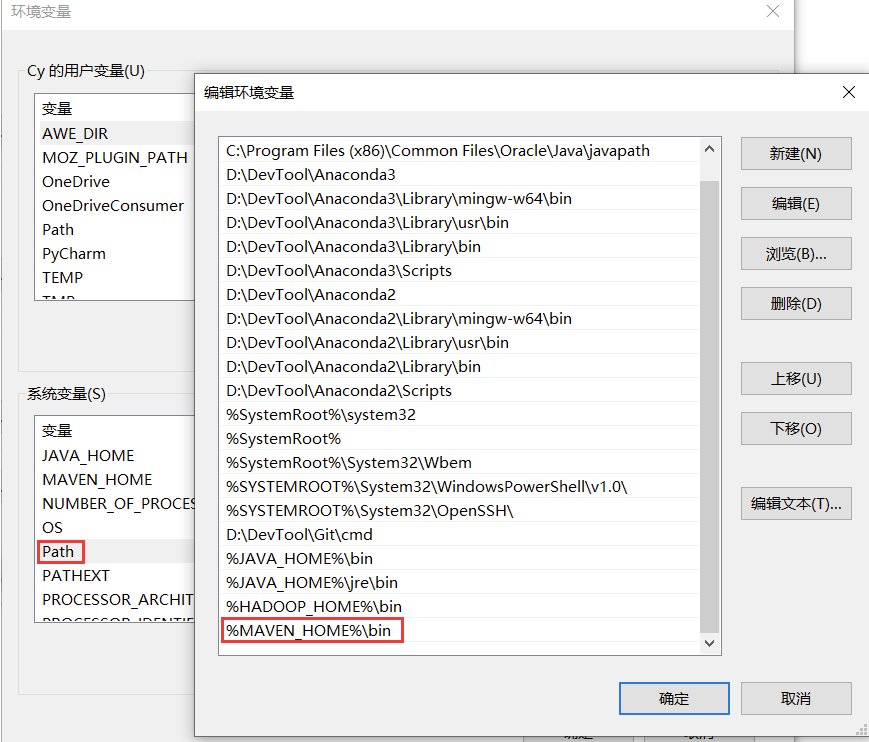 环境变量
Cy 的用户变量(U)
变量
AWE_DIR
MOZ_PLUGIN_PATH
OneDrive
OneDriveConsumer
Path
PyCharm
TEMP
TMP
系统变量(S)
变量
JAVA_HOME
MAVEN_HOME
NUMBER_OF_PROCES
OS
Path
PATHEXT
PROCESSOR_ARCHIT
PROCESSOR_IDENTIF
编辑环境变量
C:\Program Files (x86)\Common Files\Oracle\Java\javapath
D:\DevTool\Anaconda3
D:\DevTool\Anaconda3\Library\mingw-w64\bin
D:\DevTool\Anaconda3\Library\usr\bin
D:\DevTool\Anaconda3\Library\bin
D:\DevTool\Anaconda3\Scripts
D:\DevTool\Anaconda2
D:\DevTool\Anaconda2\Library\mingw-w64\bin
D:\DevTool\Anaconda2\Library\usr\bin
D:\DevTool\Anaconda2\Library\bin
D:\DevTool\Anaconda2\Scripts
%SystemRoot%\system32
%SystemRoot%
%SystemRoot%\System32\Wbem
%SYSTEMROOT%\System32\WindowsPowerShell\v1.0\
%SYSTEMROOT%\System32\OpenSSH\
D:\DevTool\Git\cmd
%JAVA_HOME%\bin
%JAVA_HOME%\jre\bin
%HADOOP_HOME%\bin
%MAVEN_HOME%\bin
新建(N)
编辑(E)
浏览(B)...
删除(D)
上移(U)
下移(O)
编辑文本(T)...
确定
取消